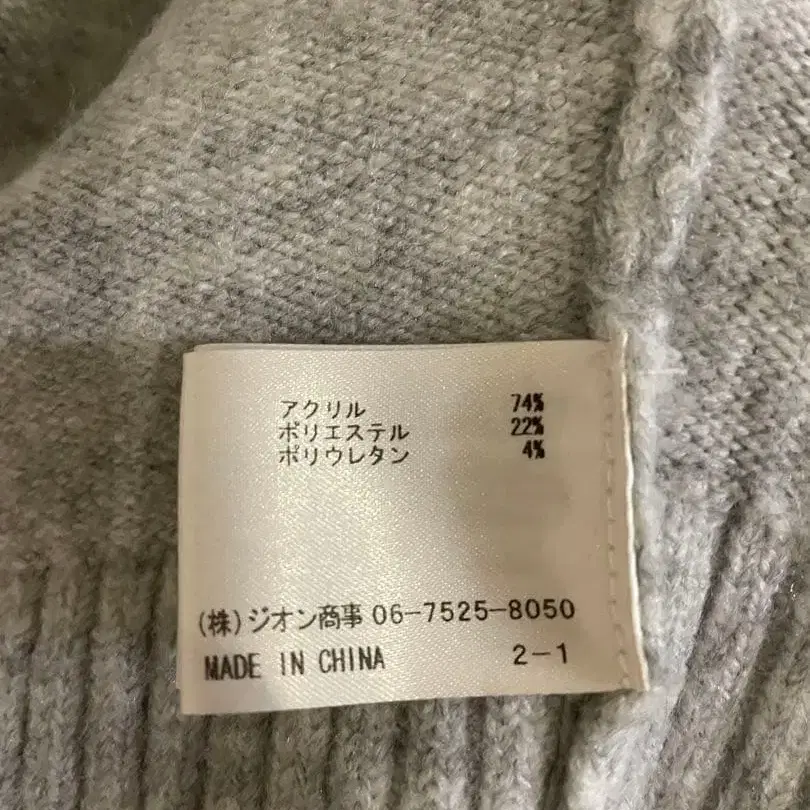 アクリル 74%
ポリエステル 22%
ポリウレタン 4%
(株)ジオン商事 06-7525-8050
MADE IN CHINA 2-1